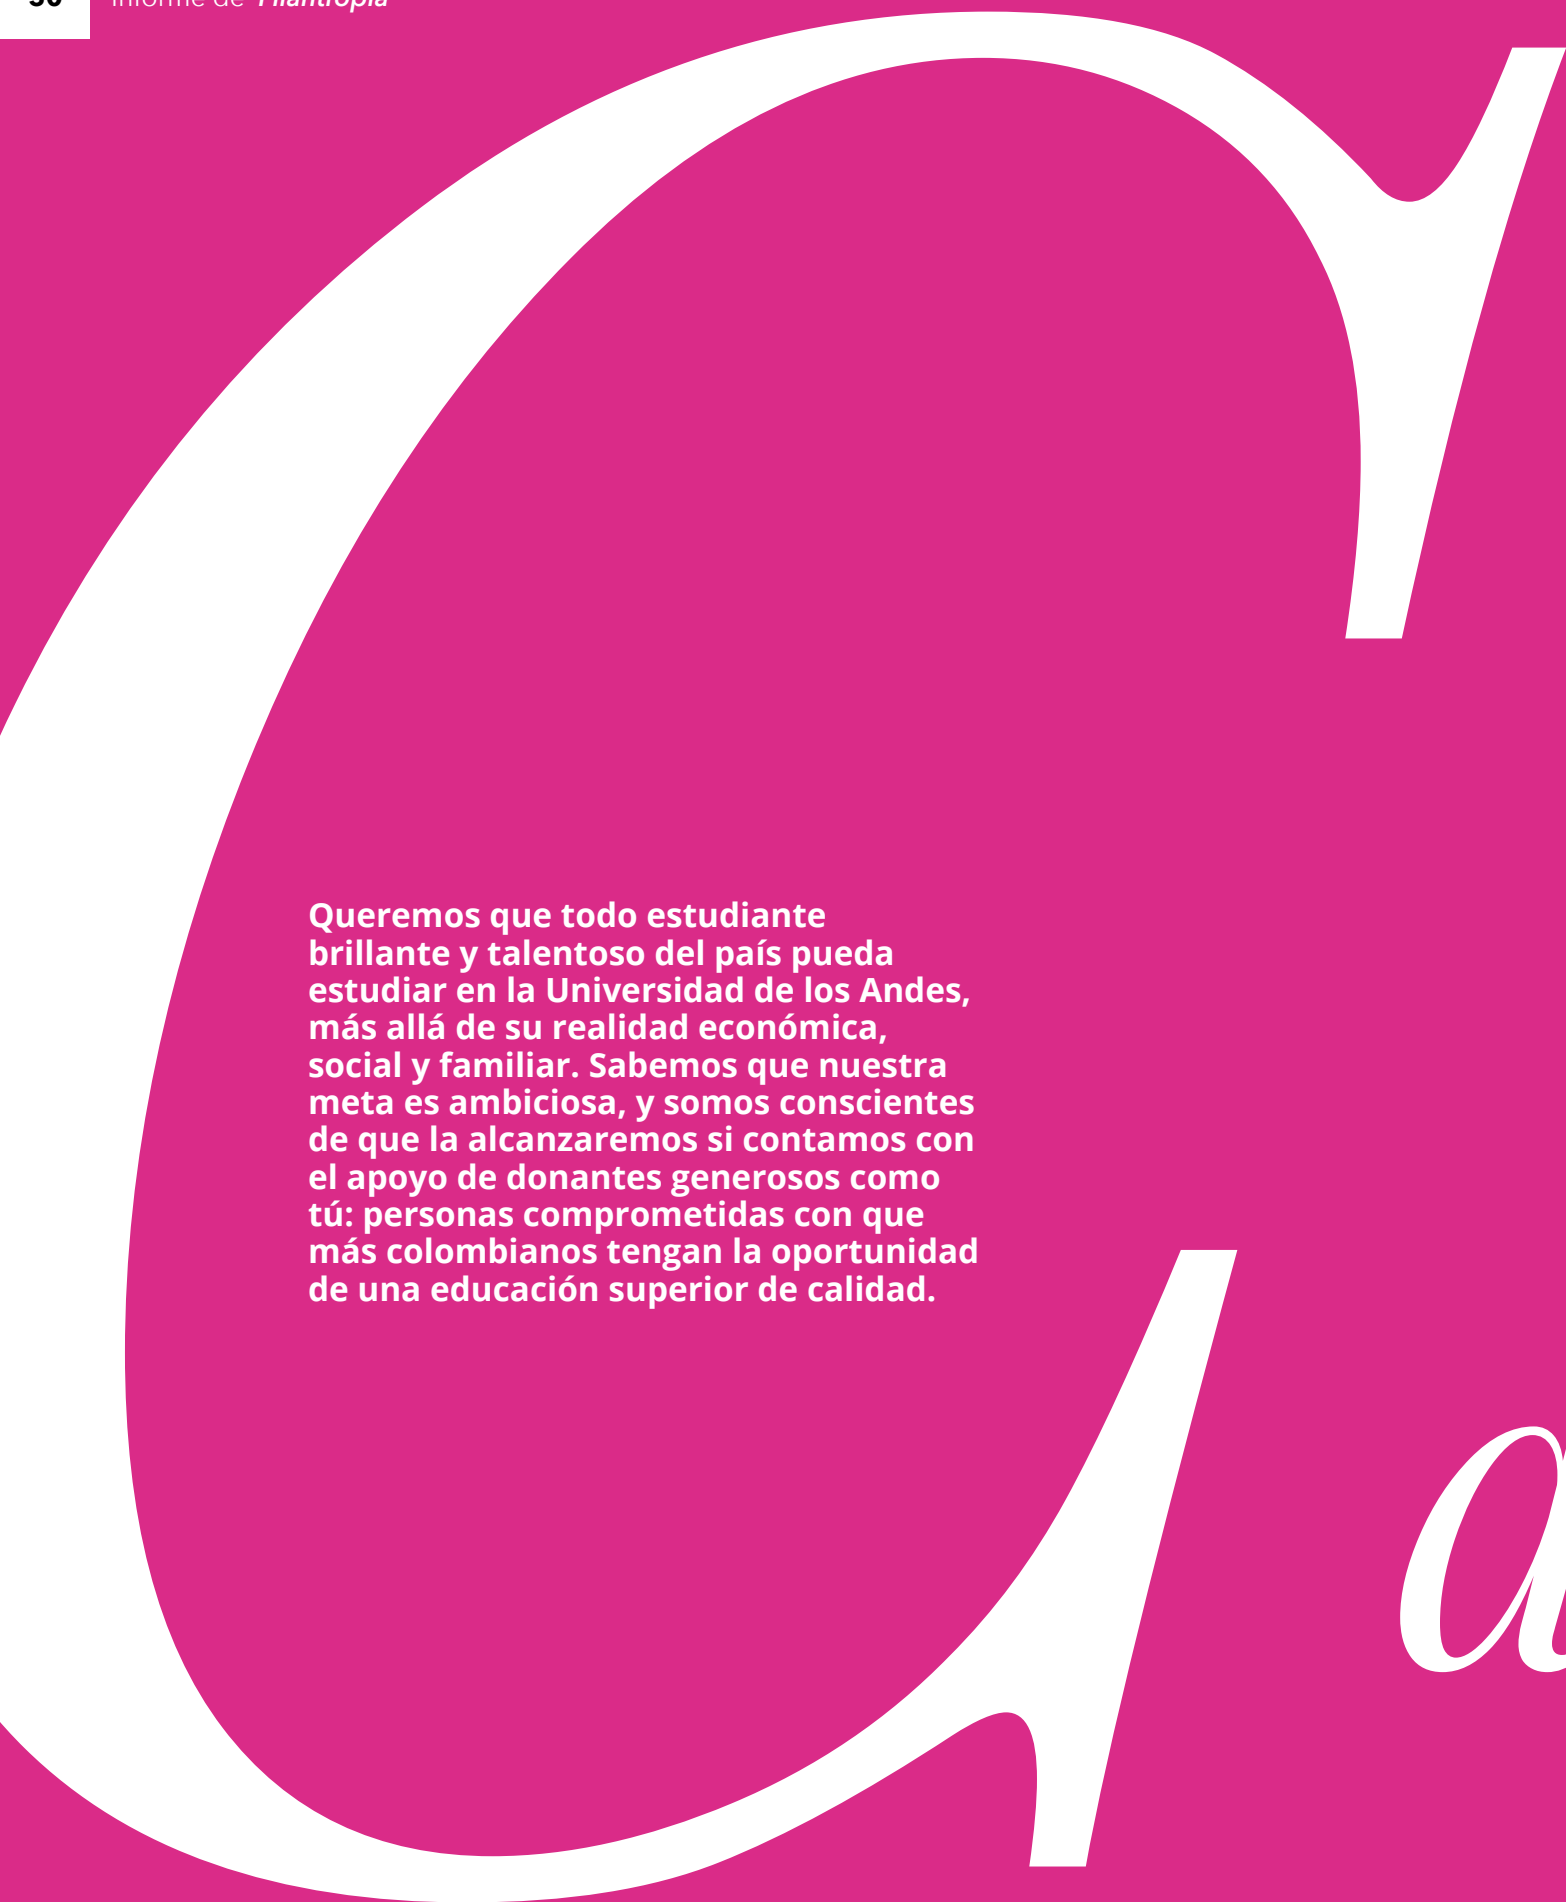 Informe de Filantropía
C
a
Queremos que todo estudiante
brillante y talentoso del país pueda
estudiar en la Universidad de los Andes,
más allá de su realidad económica,
social y familiar. Sabemos que nuestra
meta es ambiciosa, y somos conscientes
de que la alcanzaremos si contamos con
el apoyo de donantes generosos como
tú: personas comprometidas con que
más colombianos tengan la oportunidad
de una educación superior de calidad.